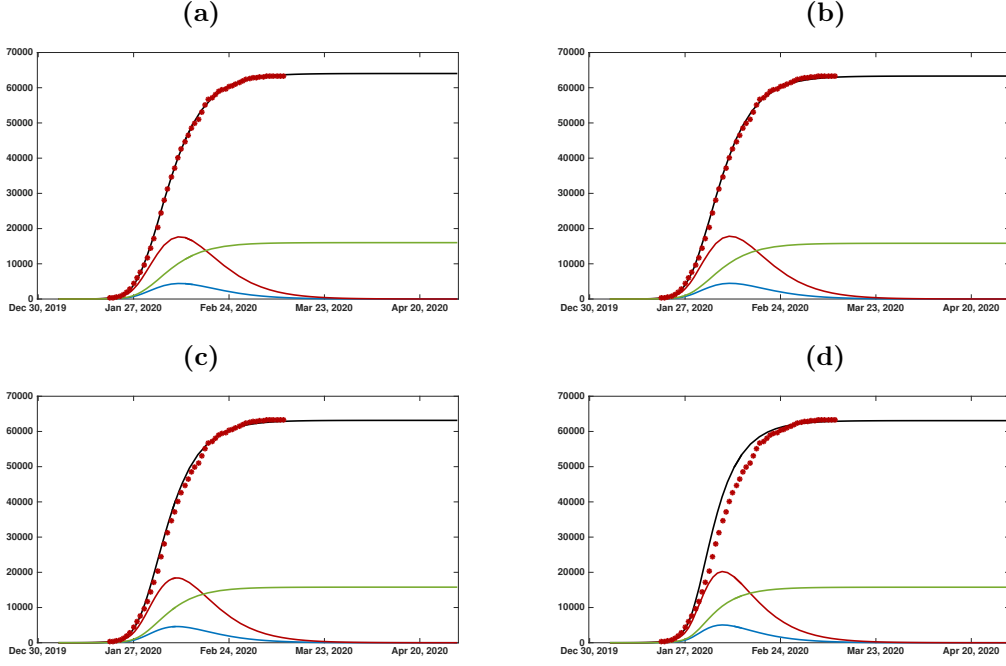 (a)
(b)
70000
60000
50000
40000
30000
20000
10000
0
Dec 30, 2019
Jan 27, 2020
Feb 24, 2020
Mar 23, 2020
Apr 20, 2020
70000
60000
50000
40000
30000
20000
10000
0
Dec 30, 2019
Jan 27, 2020
Feb 24, 2020
Mar 23, 2020
Apr 20, 2020
(c)
(d)
70000
60000
50000
40000
30000
20000
10000
0
Dec 30, 2019
Jan 27, 2020
Feb 24, 2020
Mar 23, 2020
Apr 20, 2020
70000
60000
50000
40000
30000
20000
10000
0
Dec 30, 2019
Jan 27, 2020
Feb 24, 2020
Mar 23, 2020
Apr 20, 2020